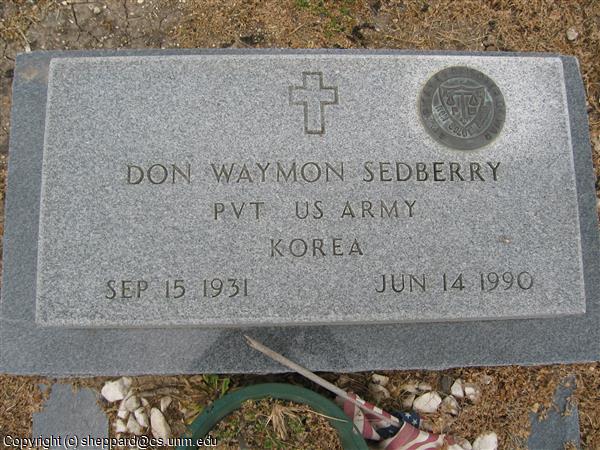 DON WAYMON SEDBERRY
PVT US ARMY
KOREA
SEP 15 1931 JUN 14 1990
Copyright (c) sheppard@cs.unm.edu